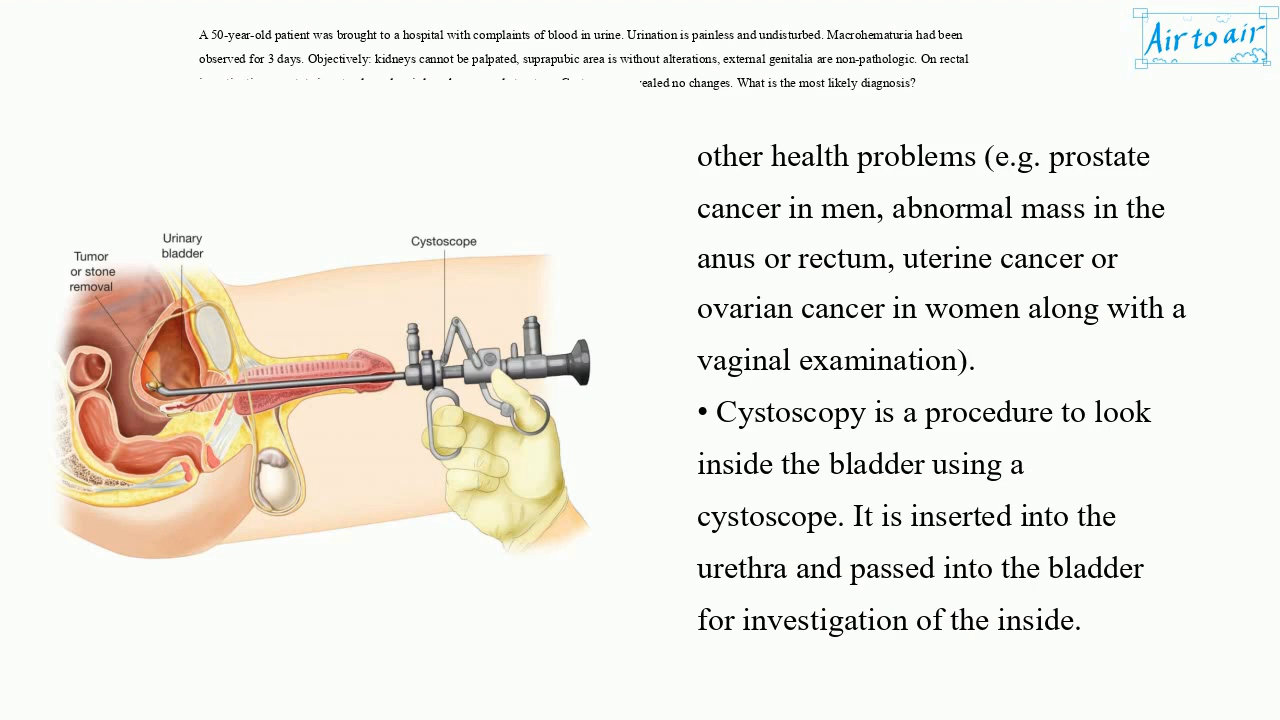 A 50-year-old patient was brought to a hospital with complaints of blood in urine. Urination is painless and undisturbed. Macrohematuria had been
observed for 3 days. Objectively: kidneys cannot be palpated, suprapubic area is without alterations, external genitalia are non-pathologic. On rectal
revealed no changes. What is the most likely diagnosis?
Air to air
other health problems (e.g. prostate
cancer in men, abnormal mass in the
anus or rectum, uterine cancer or
ovarian cancer in women along with a
vaginal examination).
• Cystoscopy is a procedure to look
inside the bladder using a
cystoscope. It is inserted into the
urethra and passed into the bladder
for investigation of the inside.
Urinary
bladder
Tumor
or stone
removal
Cystoscope